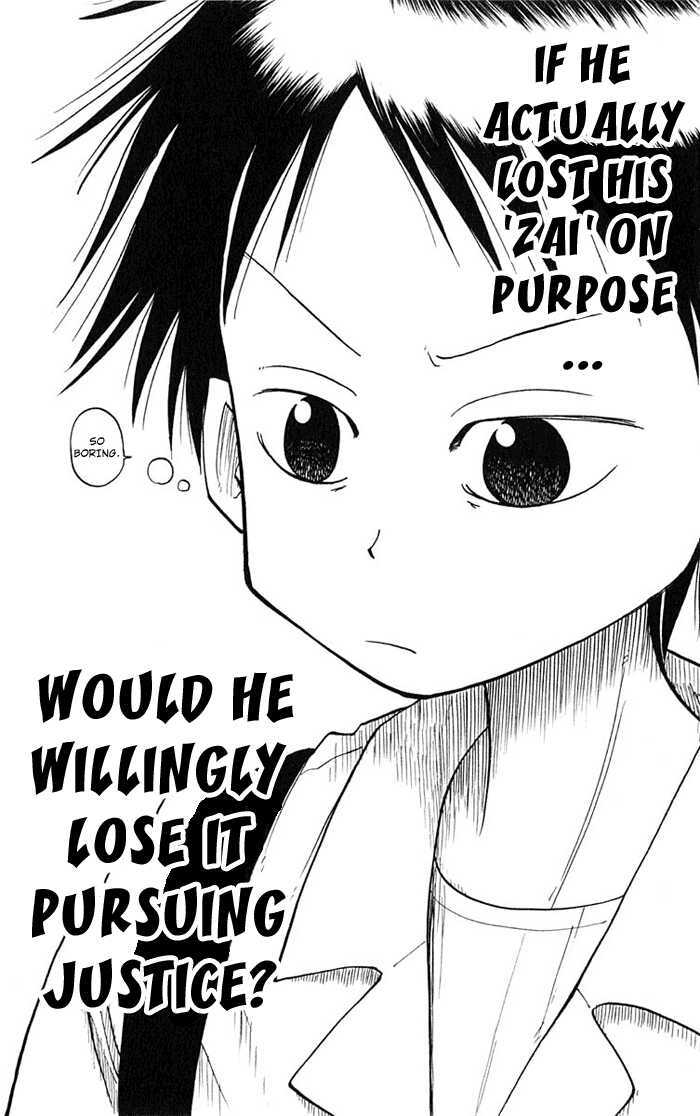 IF HE
ACTUALLY
LOST HIS
'ZAI' ON
PURPOSE
...
SO
BORING.
WOULD HE
WILLINGLY
LOSE IT
PURSUING
JUSTICE?